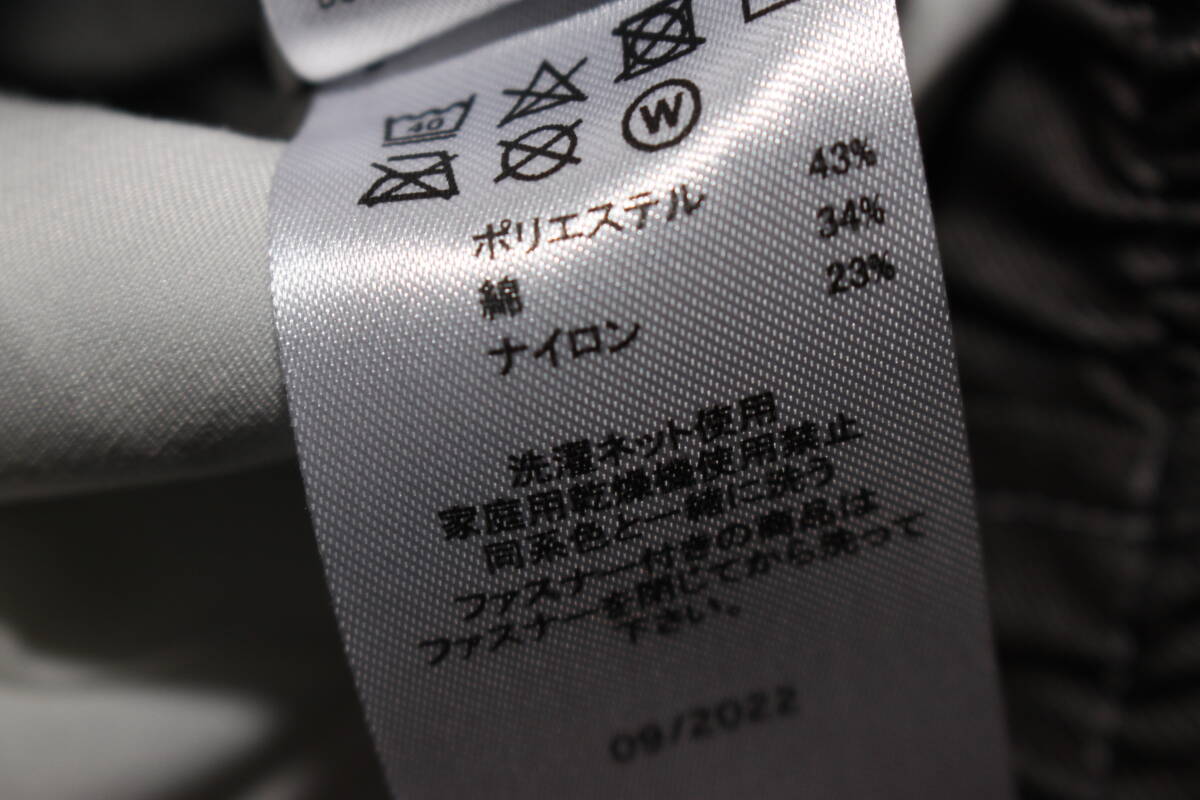 40
W
ポリエステル 43%
綿 34%
ナイロン 23%
洗濯ネット使用
家庭用乾燥機使用禁止
同系色と一緒に洗う
ファスナー付きの商品は
ファスナーを閉じてから洗って
下さい。
09/2022